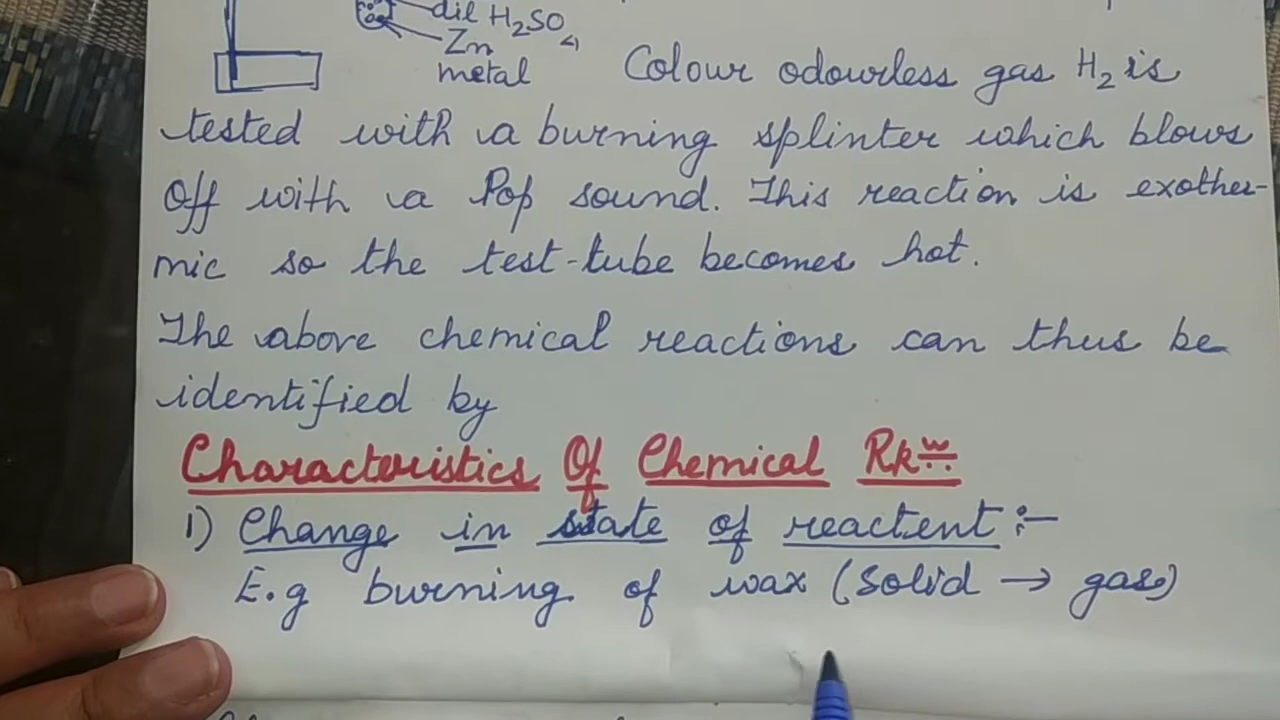 dil H₂SO₄
Zn
metal
Colour odourless gas H₂ is
tested with a burning splinter which blows
Off with a Pop sound. This reaction is exother-
mic so the test-tube becomes hot.
The above chemical reactions can thus be
identified by
Characteristics Of Chemical Rxⁿ:
1) Change in state of reactent :-
E.g burning of wax (Solid → gas)